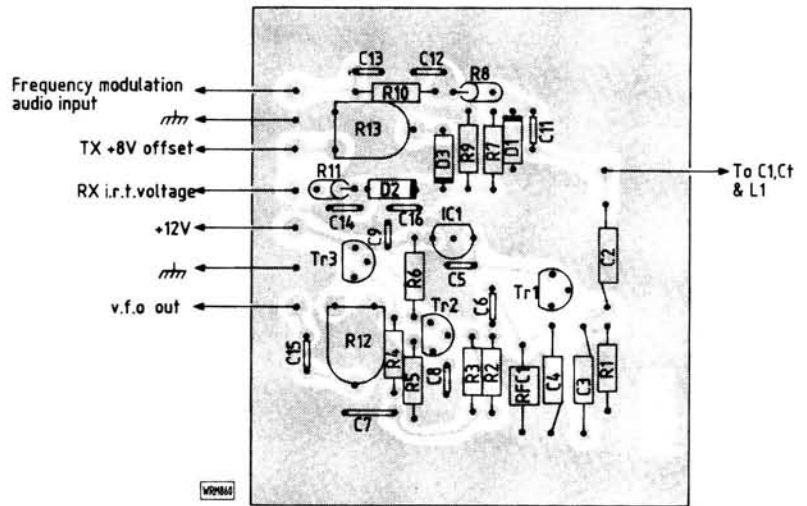 C13
C12
Frequency modulation
audio input
R10
R8
R13
D3
R9
R7
D1
C11
TX +8V offset
To C1,Ct
& L1
RX i.r.t.voltage
R11
D2
C14
C16
+12V
C9
IC1
Tr3
R6
C5
C2
Tr1
v.f.o out
C6
Tr2
R12
C15
R4
R5
C8
R3
R2
RFC1
C4
C3
R1
C7
WRM860